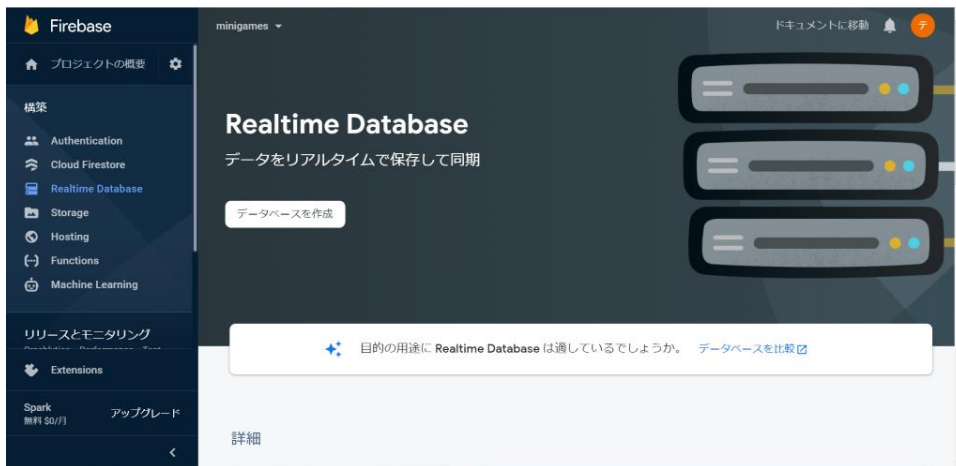 Firebase
minigames
ドキュメントに移動
テ
プロジェクトの概要
構築
Authentication
Cloud Firestore
Realtime Database
Storage
Hosting
Functions
Machine Learning
リリースとモニタリング
Extensions
Spark
無料 $0/月
アップグレード
Realtime Database
データをリアルタイムで保存して同期
データベースを作成
目的の用途に Realtime Database は適しているでしょうか。 データベースを比較
詳細